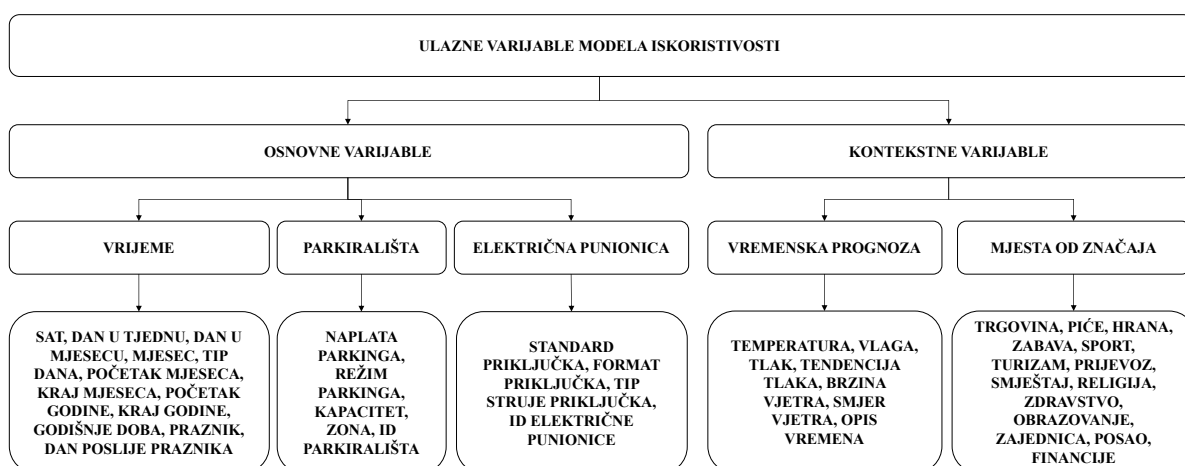 ULAZNE VARIJABLE MODELA ISKORISTIVOSTI
OSNOVNE VARIJABLE
KONTEKSTNE VARIJABLE
VRIJEME
PARKIRALIŠTA
ELEKTRIČNA PUNIONICA
VREMENSKA PROGNOZA
MJESTA OD ZNAČAJA
SAT, DAN U TJEDNU, DAN U
MJESECU, MJESEC, TIP
DANA, POČETAK MJESECA,
KRAJ MJESECA, POČETAK
GODINE, KRAJ GODINE,
GODIŠNJE DOBA, PRAZNIK,
DAN POSLIJE PRAZNIKA
NAPLATA
PARKINGA,
REŽIM
PARKINGA,
KAPACITET,
ZONA, ID
PARKIRALIŠTA
STANDARD
PRIKLJUČKA, FORMAT
PRIKLJUČKA, TIP
STRUJE PRIKLJUČKA,
ID ELEKTRIČNE
PUNIONICE
TEMPERATURA, VLAGA,
TLAK, TENDENCIJA
TLAKA, BRZINA
VJETRA, SMJER
VJETRA, OPIS
VREMENA
TRGOVINA, PIĆE, HRANA,
ZABAVA, SPORT,
TURIZAM, PRIJEVOZ,
SMJEŠTAJ, RELIGIJA,
ZDRAVSTVO,
OBRAZOVANJE,
ZAJEDNICA, POSAO,
FINANCIJE